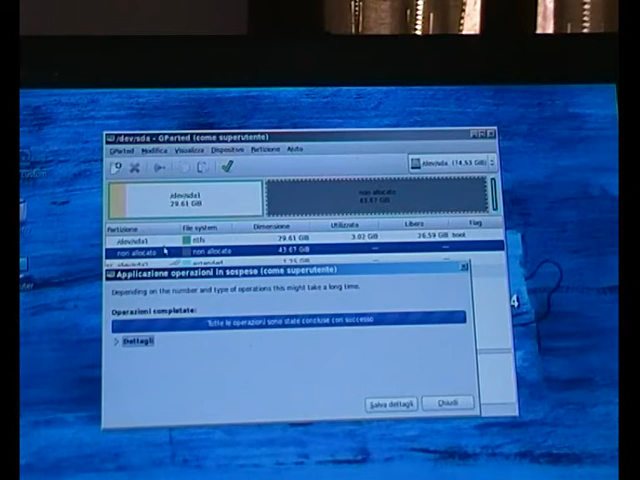 /dev/sda - GParted (come superutente)
GParted Modifica Visualizza Dispositivo Partizione Aiuto
/dev/sda (74.53 GiB)
/dev/sda1
29.61 GiB
non allocato
43.67 GiB
Partizione File system Dimensione Utilizzato Libero Flag
/dev/sda1 29.61 GiB 3.02 GiB 26.59 GiB boot
non allocato non allocato 43.67 GiB — —
extended
Applicazione operazioni in sospeso (come superutente)
Depending on the number and type of operations this might take a long time.
Operazioni completate:
Tutte le operazioni sono state concluse con successo
Dettagli
Salva dettagli Chiudi
4